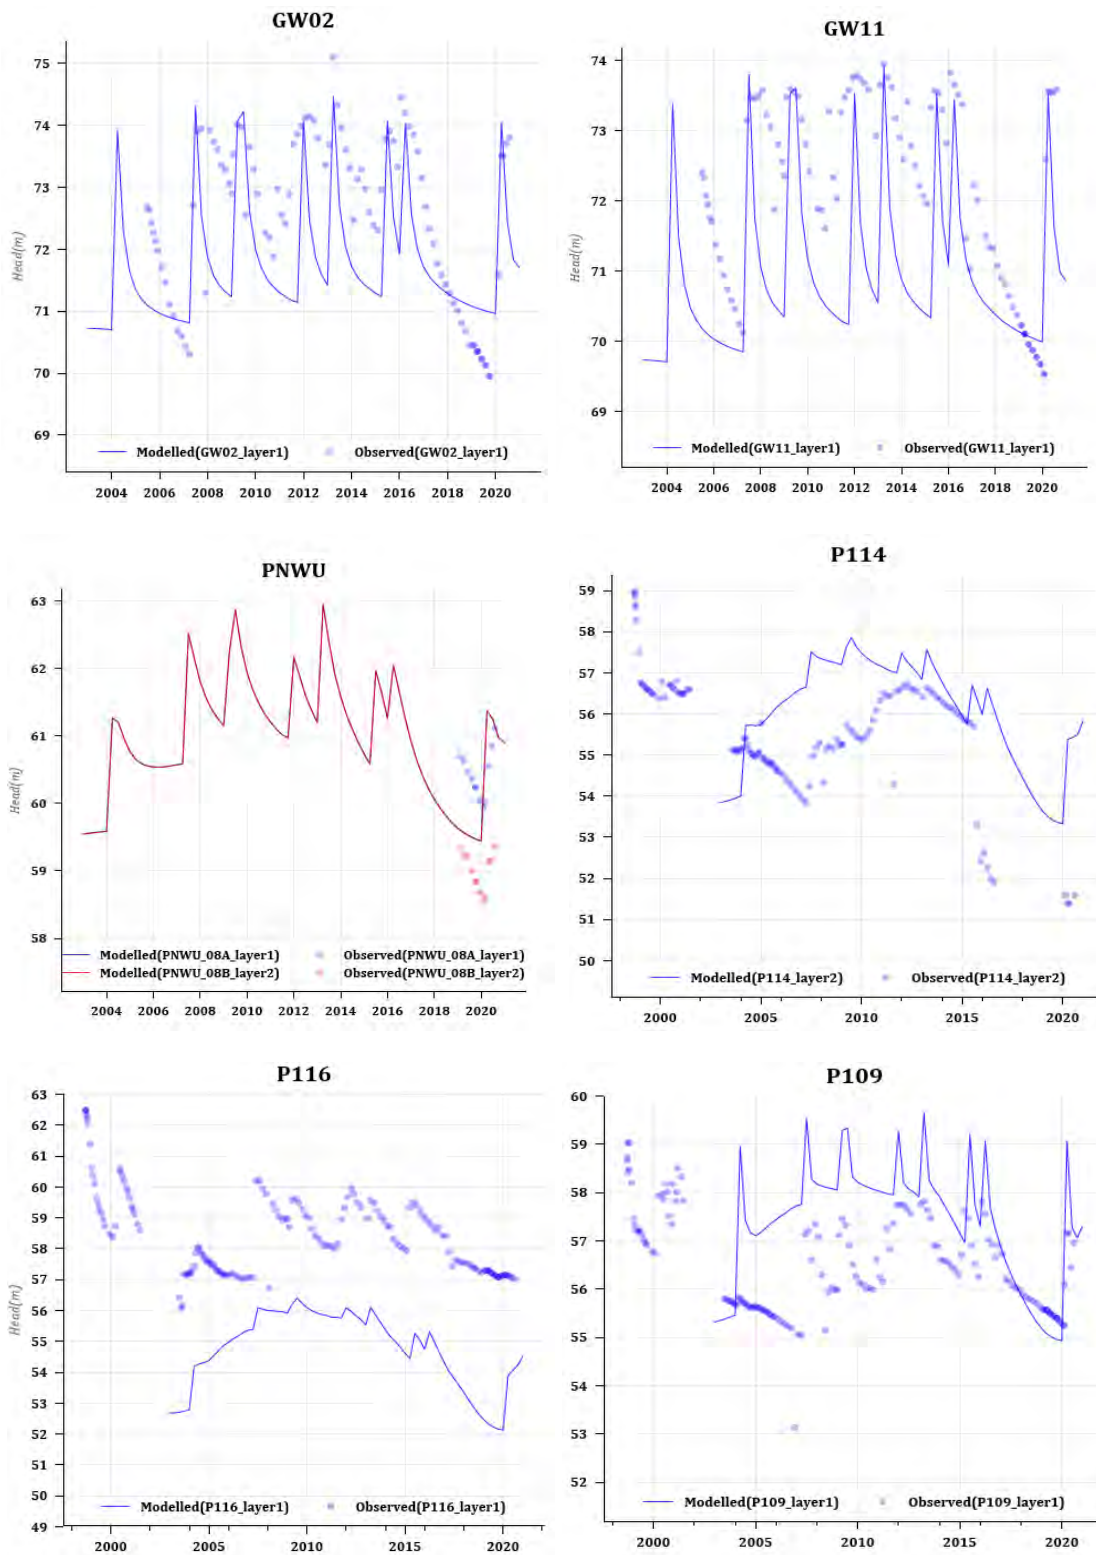 GW02
75
74
73
72
71
70
69
Head(m)
Modelled(GW02_layer1) Observed(GW02_layer1)
2004 2006 2008 2010 2012 2014 2016 2018 2020
GW11
74
73
72
71
70
69
Head(m)
Modelled(GW11_layer1) Observed(GW11_layer1)
2004 2006 2008 2010 2012 2014 2016 2018 2020
PNWU
63
62
61
60
59
58
Head(m)
Modelled(PNWU_08A_layer1) Observed(PNWU_08A_layer1)
Modelled(PNWU_08B_layer2) Observed(PNWU_08B_layer2)
2004 2006 2008 2010 2012 2014 2016 2018 2020
P114
59
58
57
56
55
54
53
52
51
50
Modelled(P114_layer2) Observed(P114_layer2)
2000 2005 2010 2015 2020
P116
63
62
61
60
59
58
57
56
55
54
53
52
51
50
49
Head(m)
Modelled(P116_layer1) Observed(P116_layer1)
2000 2005 2010 2015 2020
P109
60
59
58
57
56
55
54
53
52
Modelled(P109_layer1) Observed(P109_layer1)
2000 2005 2010 2015 2020